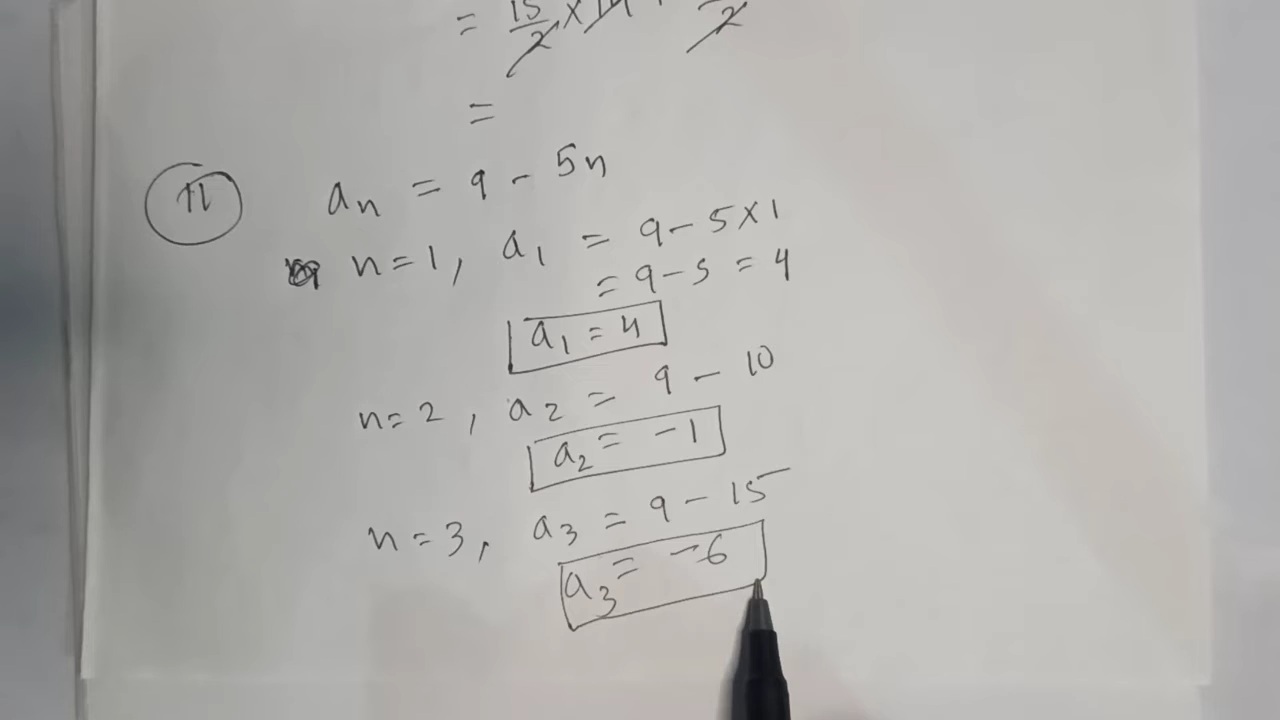 = 15/2 ×
=
(ii) aₙ = 9 - 5n
n=1, a₁ = 9 - 5×1
= 9-5 = 4
a₁ = 4
n=2, a₂ = 9 - 10
a₂ = -1
n=3, a₃ = 9 - 15
a₃ = -6